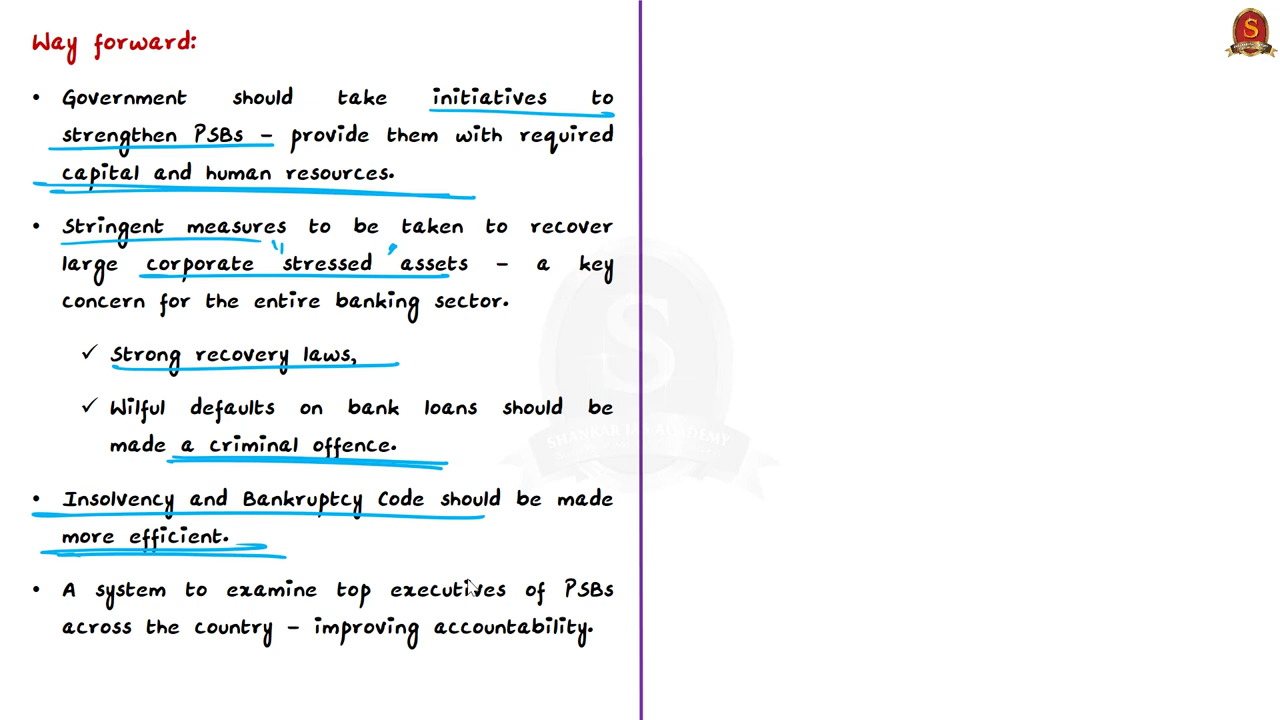 Way forward:
• Government should take initiatives to
strengthen PSBs – provide them with required
capital and human resources.
• Stringent measures to be taken to recover
large corporate "stressed' assets – a key
concern for the entire banking sector.
✓ Strong recovery laws,
✓ Wilful defaults on bank loans should be
made a criminal offence.
• Insolvency and Bankruptcy Code should be made
more efficient.
• A system to examine top executives of PSBs
across the country – improving accountability.
S
SHANKAR IAS ACADEMY
S